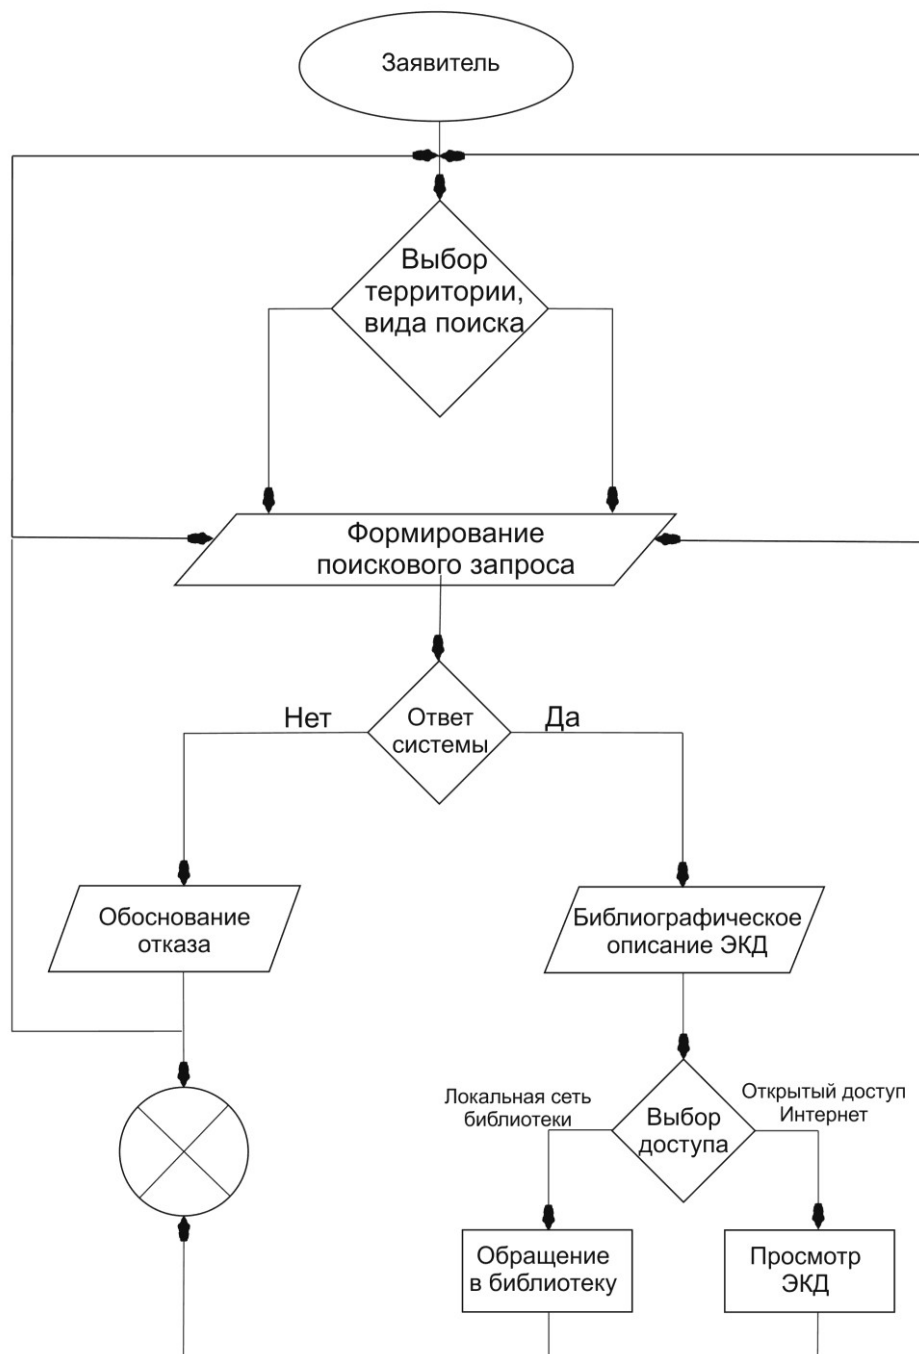 Заявитель
Выбор
территории,
вида поиска
Формирование
поискового запроса
Нет
Ответ
системы
Да
Обоснование
отказа
Библиографическое
описание ЭКД
Локальная сеть
библиотеки
Выбор
доступа
Открытый доступ
Интернет
Обращение
в библиотеку
Просмотр
ЭКД